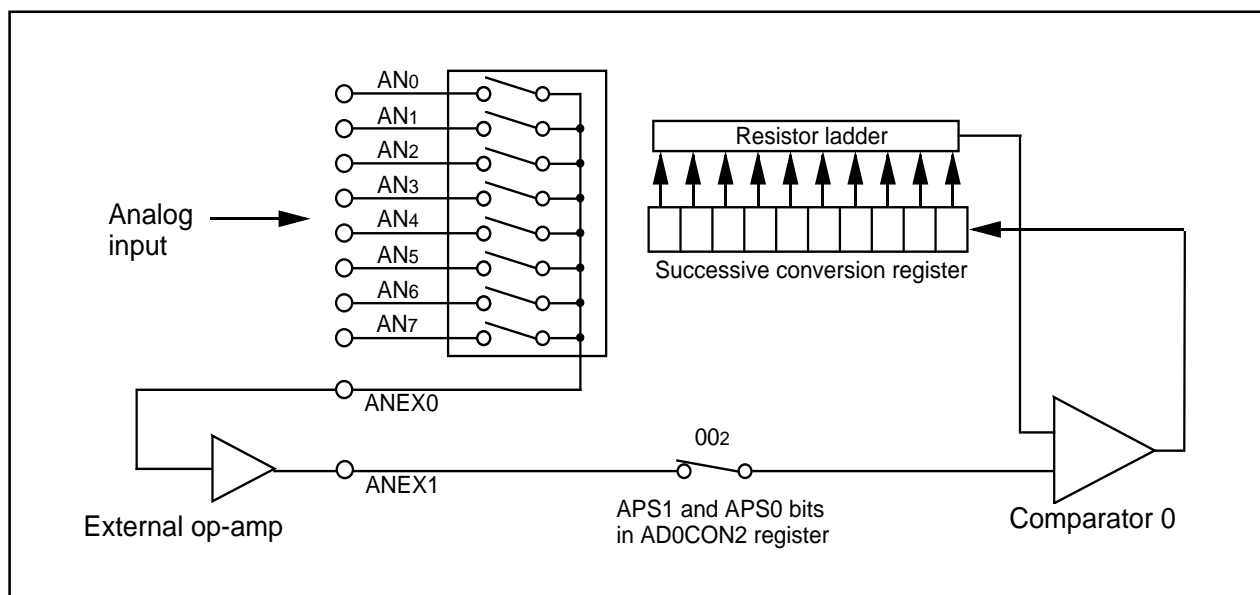 AN0
AN1
AN2
AN3
AN4
AN5
AN6
AN7
Analog
input
Resistor ladder
Successive conversion register
ANEX0
ANEX1
External op-amp
002
APS1 and APS0 bits
in AD0CON2 register
Comparator 0